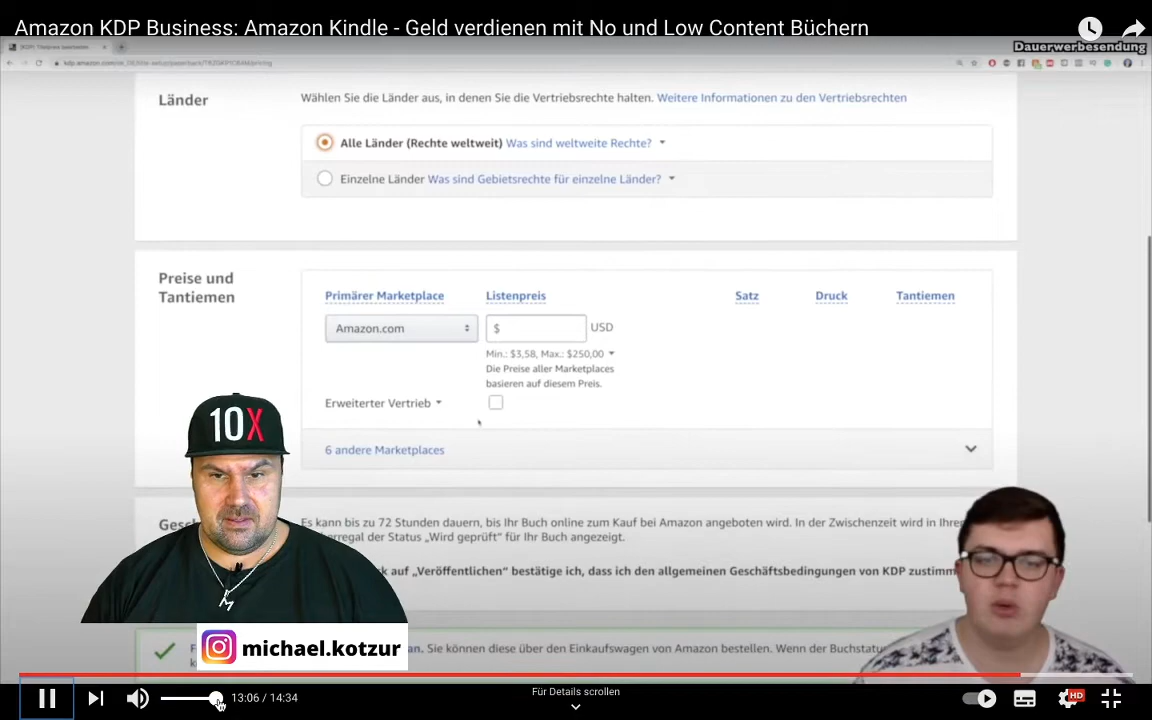 Amazon KDP Business: Amazon Kindle - Geld verdienen mit No und Low Content Büchern
Dauerwerbesendung
Länder
Wählen Sie die Länder aus, in denen Sie die Vertriebsrechte halten. Weitere Informationen zu den Vertriebsrechten
Alle Länder (Rechte weltweit) Was sind weltweite Rechte?
Einzelne Länder Was sind Gebietsrechte für einzelne Länder?
Preise und
Tantiemen
Primärer Marketplace Listenpreis Satz Druck Tantiemen
Amazon.com $ USD
Min.: $3,58, Max.: $250,00
Die Preise aller Marketplaces
basieren auf diesem Preis.
Erweiterter Vertrieb
6 andere Marketplaces
Es kann bis zu 72 Stunden dauern, bis Ihr Buch online zum Kauf bei Amazon angeboten wird. In der Zwischenzeit wird in
der Status „Wird geprüft" für Ihr Buch angezeigt.
auf „Veröffentlichen" bestätige ich, dass ich den allgemeinen Geschäftsbedingungen von KDP
Sie können diese über den Einkaufswagen von Amazon bestellen. Wenn der
10X
michael.kotzur
13:06 / 14:34
Für Details scrollen
HD